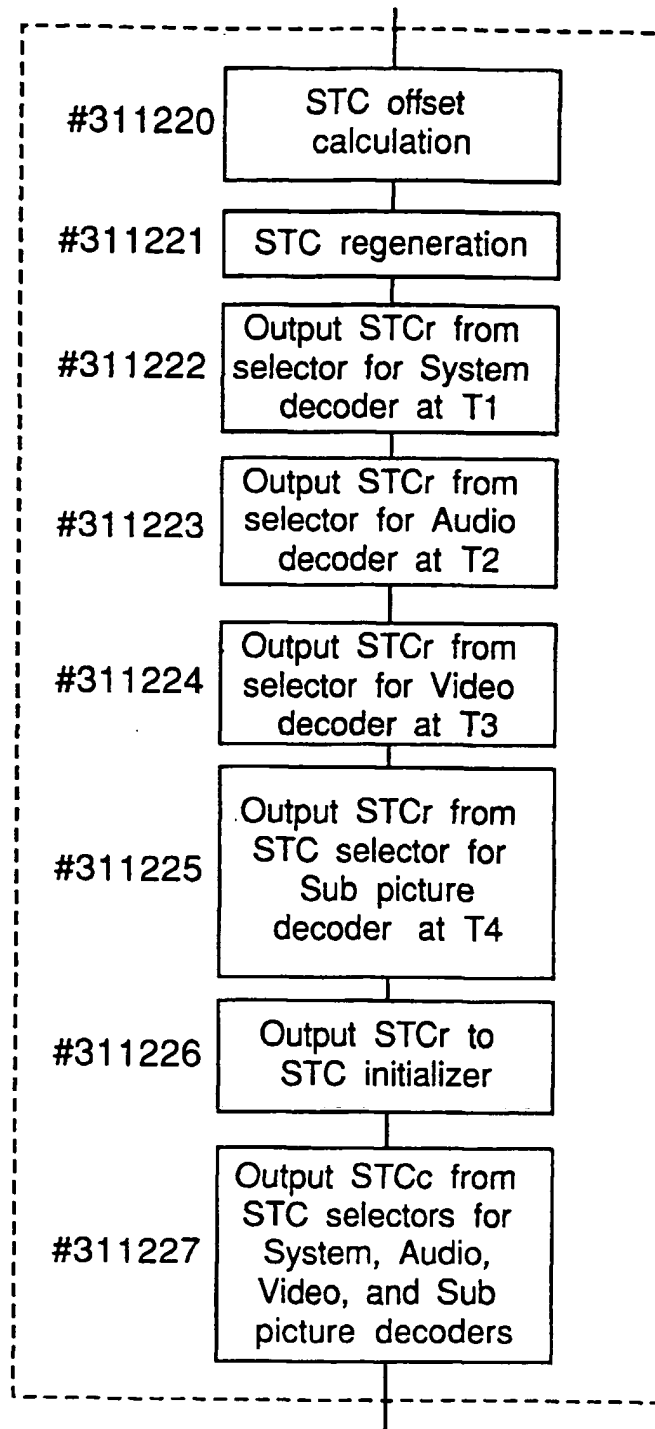 #311220
STC offset
calculation
#311221
STC regeneration
#311222
Output STCr from
selector for System
decoder at T1
#311223
Output STCr from
selector for Audio
decoder at T2
#311224
Output STCr from
selector for Video
decoder at T3
#311225
Output STCr from
STC selector for
Sub picture
decoder at T4
#311226
Output STCr to
STC initializer
#311227
Output STCc from
STC selectors for
System, Audio,
Video, and Sub
picture decoders